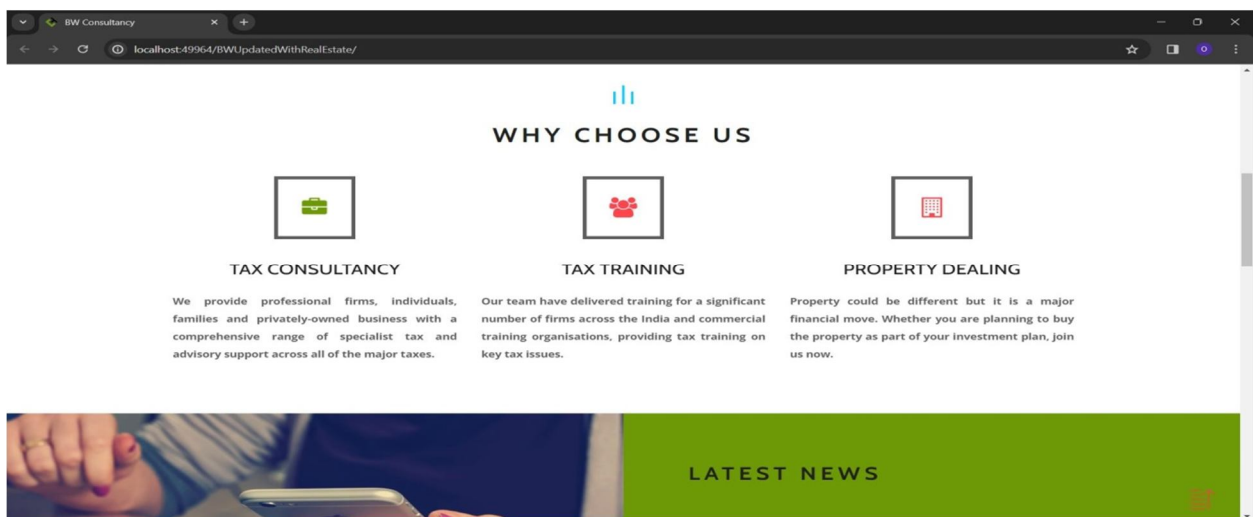 BW Consultancy
localhost:49964/BWUpdatedWithRealEstate/
WHY CHOOSE US
TAX CONSULTANCY
We provide professional firms, individuals,
families and privately-owned business with a
comprehensive range of specialist tax and
advisory support across all of the major taxes.
TAX TRAINING
Our team have delivered training for a significant
number of firms across the India and commercial
training organisations, providing tax training on
key tax issues.
PROPERTY DEALING
Property could be different but it is a major
financial move. Whether you are planning to buy
the property as part of your investment plan, join
us now.
LATEST NEWS